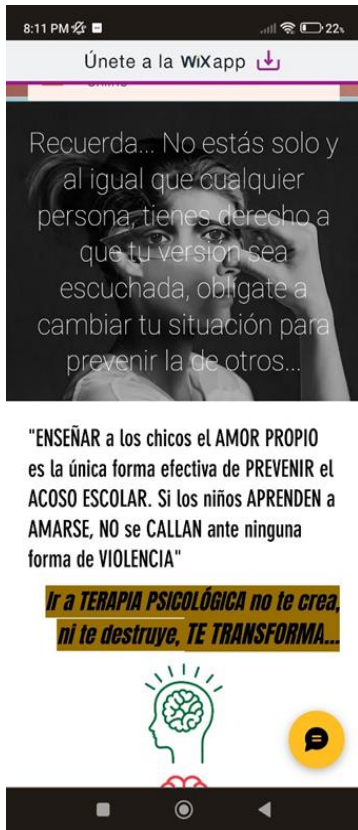 8:11 PM
22%
Únete a la WiX app
Recuerda... No estás solo y
al igual que cualquier
persona, tienes derecho a
que tu versión sea
escuchada, obligate a
cambiar tu situación para
prevenir la de otros...
"ENSEÑAR a los chicos el AMOR PROPIO
es la única forma efectiva de PREVENIR el
ACOSO ESCOLAR. Si los niños APRENDEN a
AMARSE, NO se CALLAN ante ninguna
forma de VIOLENCIA"
Ir a TERAPIA PSICOLÓGICA no te crea,
ni te destruye, TE TRANSFORMA...